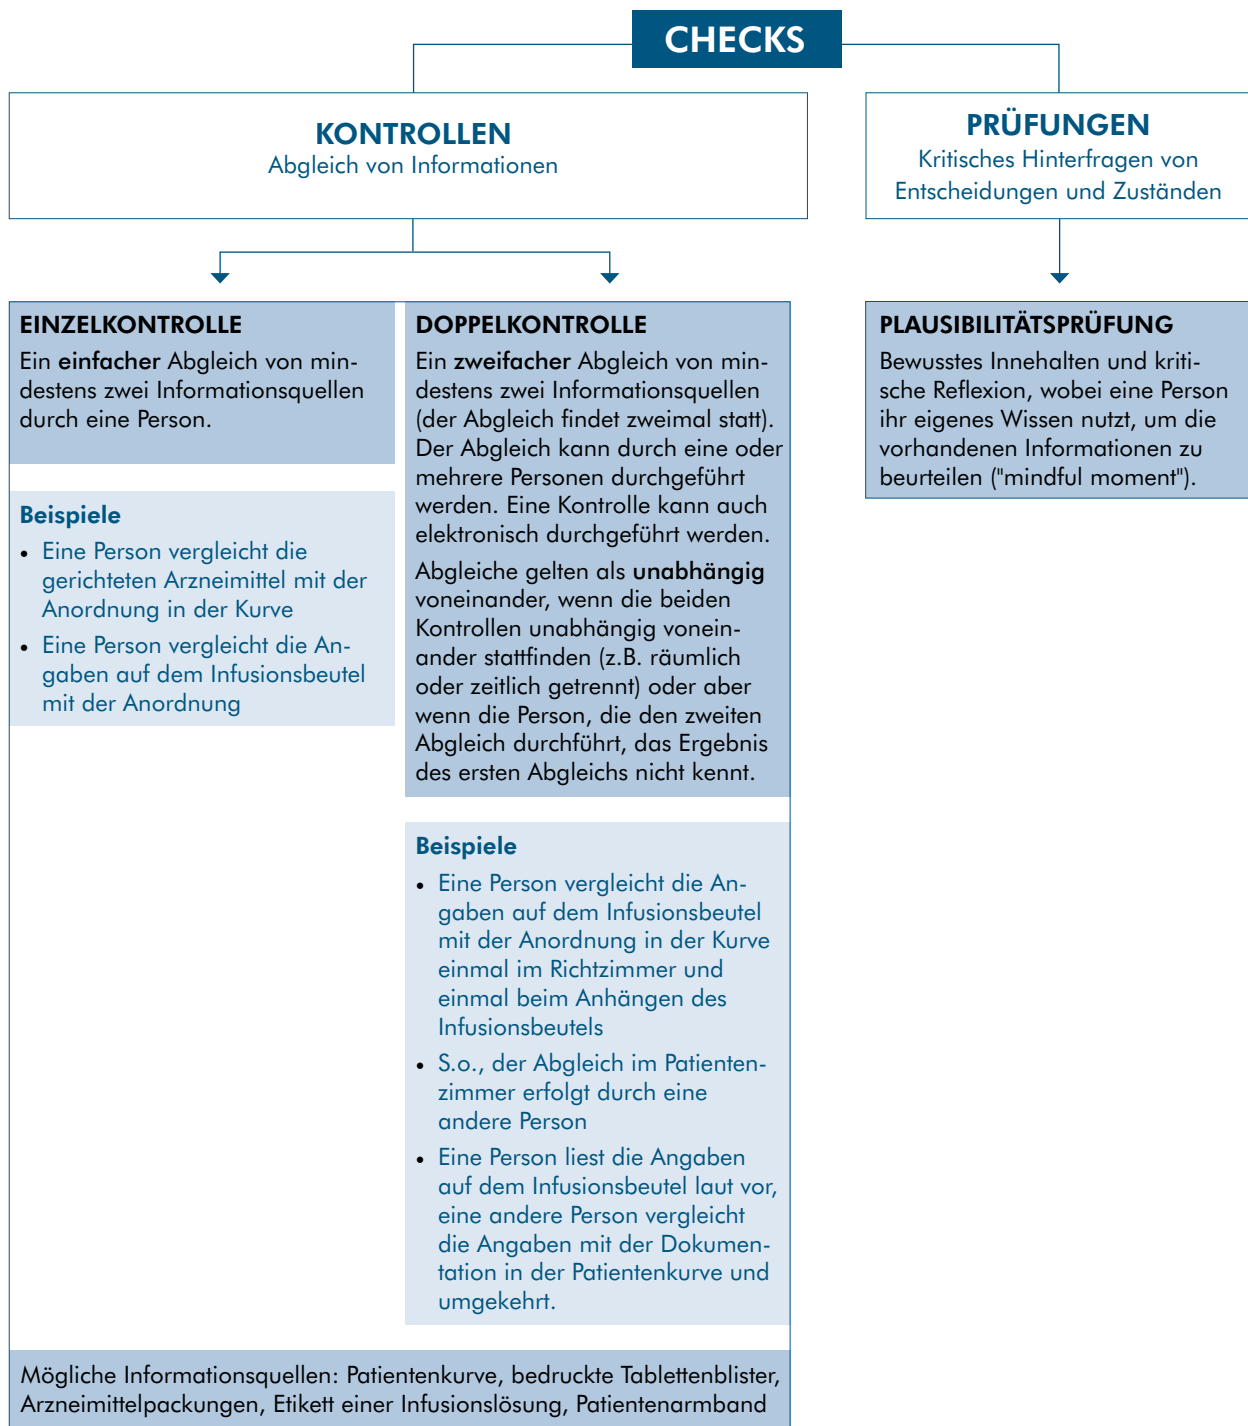 CHECKS
KONTROLLEN
Abgleich von Informationen
PRÜFUNGEN
Kritisches Hinterfragen von
Entscheidungen und Zuständen
EINZELKONTROLLE
Ein einfacher Abgleich von min-
destens zwei Informationsquellen
durch eine Person.
Beispiele
• Eine Person vergleicht die
gerichteten Arzneimittel mit der
Anordnung in der Kurve
• Eine Person vergleicht die An-
gaben auf dem Infusionsbeutel
mit der Anordnung
DOPPELKONTROLLE
Ein zweifacher Abgleich von min-
destens zwei Informationsquellen
(der Abgleich findet zweimal statt).
Der Abgleich kann durch eine oder
mehrere Personen durchgeführt
werden. Eine Kontrolle kann auch
elektronisch durchgeführt werden.
Abgleiche gelten als unabhängig
voneinander, wenn die beiden
Kontrollen unabhängig vonein-
ander stattfinden (z.B. räumlich
oder zeitlich getrennt) oder aber
wenn die Person, die den zweiten
Abgleich durchführt, das Ergebnis
des ersten Abgleichs nicht kennt.
Beispiele
• Eine Person vergleicht die An-
gaben auf dem Infusionsbeutel
mit der Anordnung in der Kurve
einmal im Richtzimmer und
einmal beim Anhängen des
Infusionsbeutels
• S.o., der Abgleich im Patienten-
zimmer erfolgt durch eine
andere Person
• Eine Person liest die Angaben
auf dem Infusionsbeutel laut vor,
eine andere Person vergleicht
die Angaben mit der Dokumen-
tation in der Patientenkurve und
umgekehrt.
PLAUSIBILITÄTSPRÜFUNG
Bewusstes Innehalten und kriti-
sche Reflexion, wobei eine Person
ihr eigenes Wissen nutzt, um die
vorhandenen Informationen zu
beurteilen ("mindful moment").
Mögliche Informationsquellen: Patientenkurve, bedruckte Tablettenblister,
Arzneimittelpackungen, Etikett einer Infusionslösung, Patientenarmband